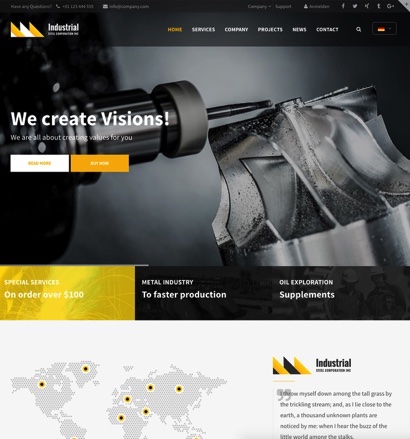 Have any Questions? +01 123 444 555 info@company.com Company Support Anmelden
Industrial
STEEL CORPORATION INC
HOME SERVICES COMPANY PROJECTS NEWS CONTACT
We create Visions!
We are all about creating values for you
READ MORE BUY NOW
SPECIAL SERVICES
On order over $100
METAL INDUSTRY
To faster production
OIL EXPLORATION
Supplements
Industrial
STEEL CORPORATION INC
throw myself down among the tall grass by
the trickling stream; and, as I lie close to the
earth, a thousand unknown plants are
noticed by me: when I hear the buzz of the
little world among the stalks,